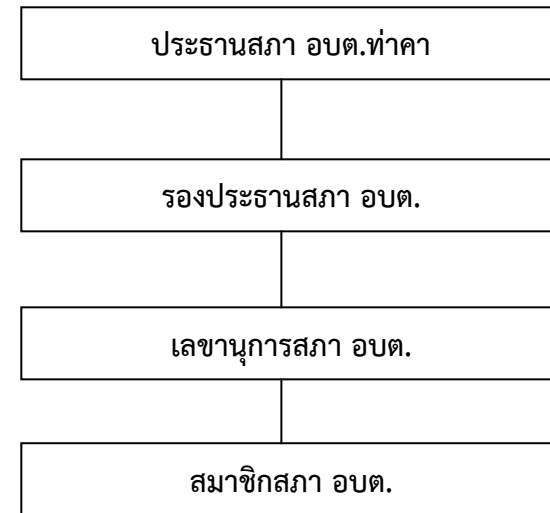 ประธานสภา อบต.ท่าคา
รองประธานสภา อบต.
เลขานุการสภา อบต.
สมาชิกสภา อบต.